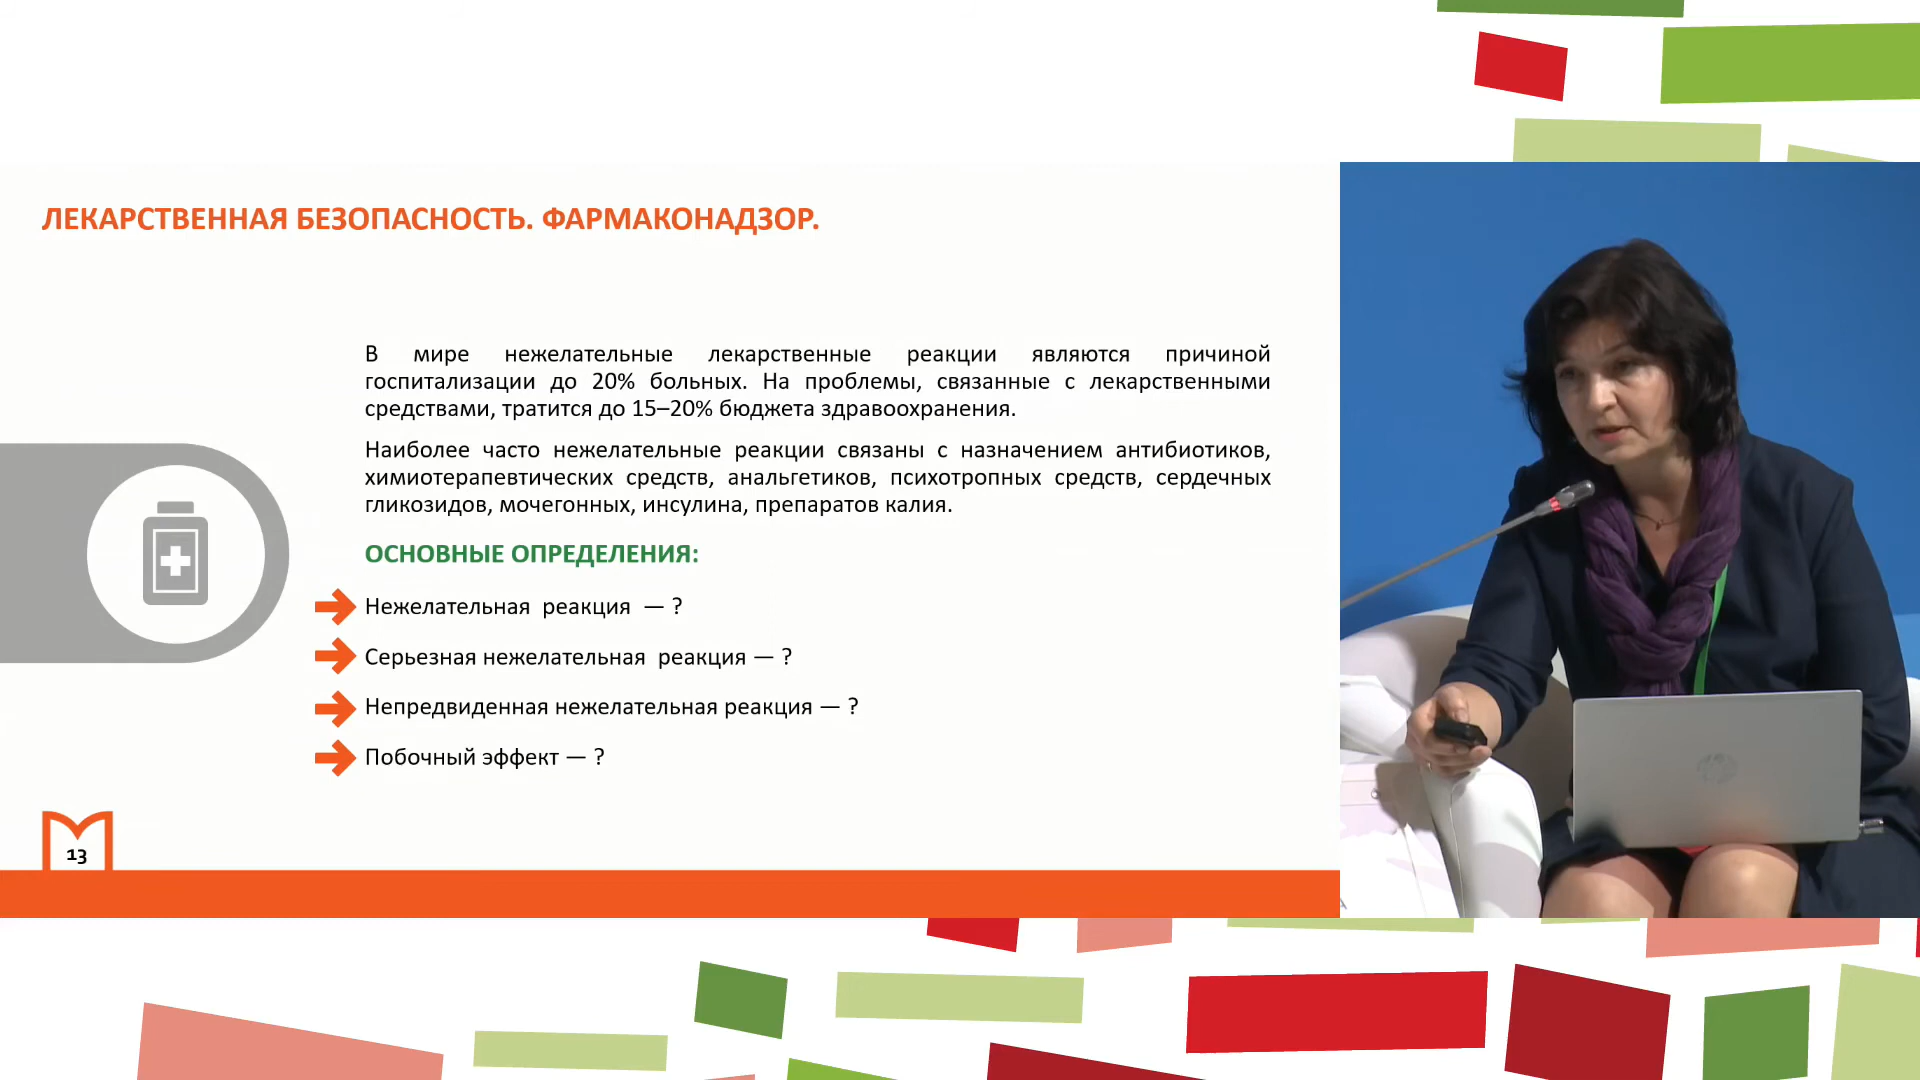 ЛЕКАРСТВЕННАЯ БЕЗОПАСНОСТЬ. ФАРМАКОНАДЗОР.
В мире нежелательные лекарственные реакции являются причиной
госпитализации до 20% больных. На проблемы, связанные с лекарственными
средствами, тратится до 15–20% бюджета здравоохранения.
Наиболее часто нежелательные реакции связаны с назначением антибиотиков,
химиотерапевтических средств, анальгетиков, психотропных средств, сердечных
гликозидов, мочегонных, инсулина, препаратов калия.
ОСНОВНЫЕ ОПРЕДЕЛЕНИЯ:
Нежелательная реакция — ?
Серьезная нежелательная реакция — ?
Непредвиденная нежелательная реакция — ?
Побочный эффект — ?
13